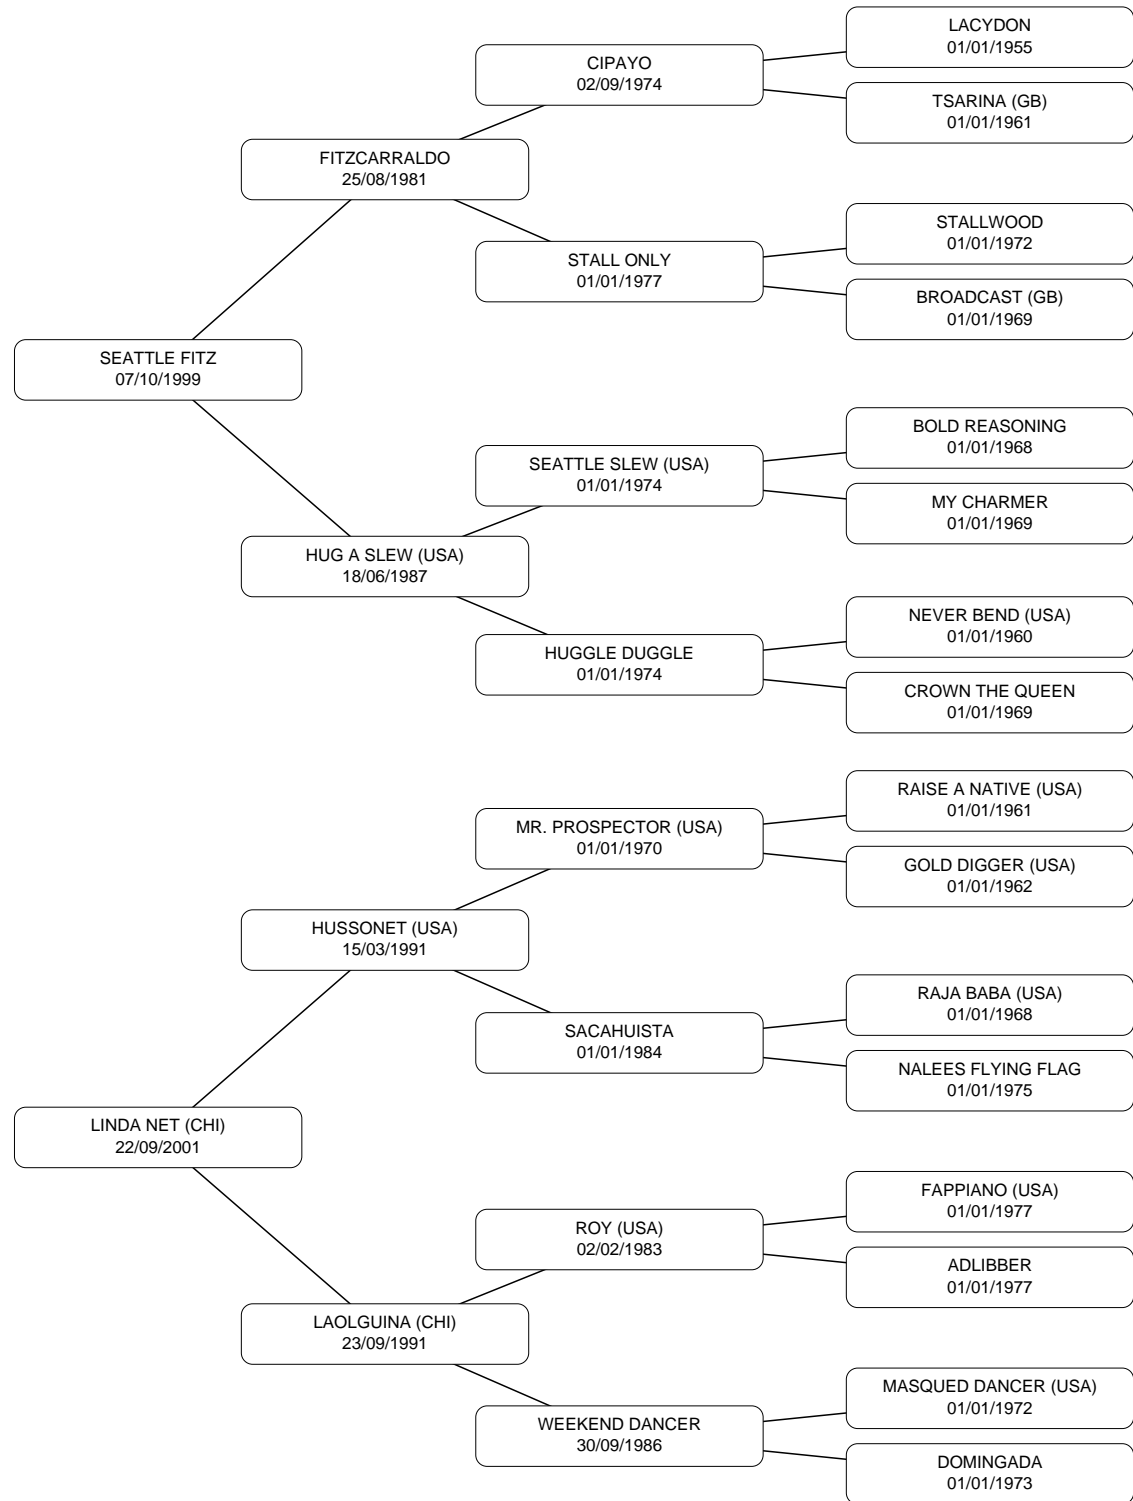 LACYDON
01/01/1955
CIPAYO
02/09/1974
TSARINA (GB)
01/01/1961
FITZCARRALDO
25/08/1981
STALLWOOD
01/01/1972
STALL ONLY
01/01/1977
BROADCAST (GB)
01/01/1969
SEATTLE FITZ
07/10/1999
BOLD REASONING
01/01/1968
SEATTLE SLEW (USA)
01/01/1974
MY CHARMER
01/01/1969
HUG A SLEW (USA)
18/06/1987
NEVER BEND (USA)
01/01/1960
HUGGLE DUGGLE
01/01/1974
CROWN THE QUEEN
01/01/1969
RAISE A NATIVE (USA)
01/01/1961
MR. PROSPECTOR (USA)
01/01/1970
GOLD DIGGER (USA)
01/01/1962
HUSSONET (USA)
15/03/1991
RAJA BABA (USA)
01/01/1968
SACAHUISTA
01/01/1984
NALEES FLYING FLAG
01/01/1975
LINDA NET (CHI)
22/09/2001
FAPPIANO (USA)
01/01/1977
ROY (USA)
02/02/1983
ADLIBBER
01/01/1977
LAOLGUINA (CHI)
23/09/1991
MASQUED DANCER (USA)
01/01/1972
WEEKEND DANCER
30/09/1986
DOMINGADA
01/01/1973